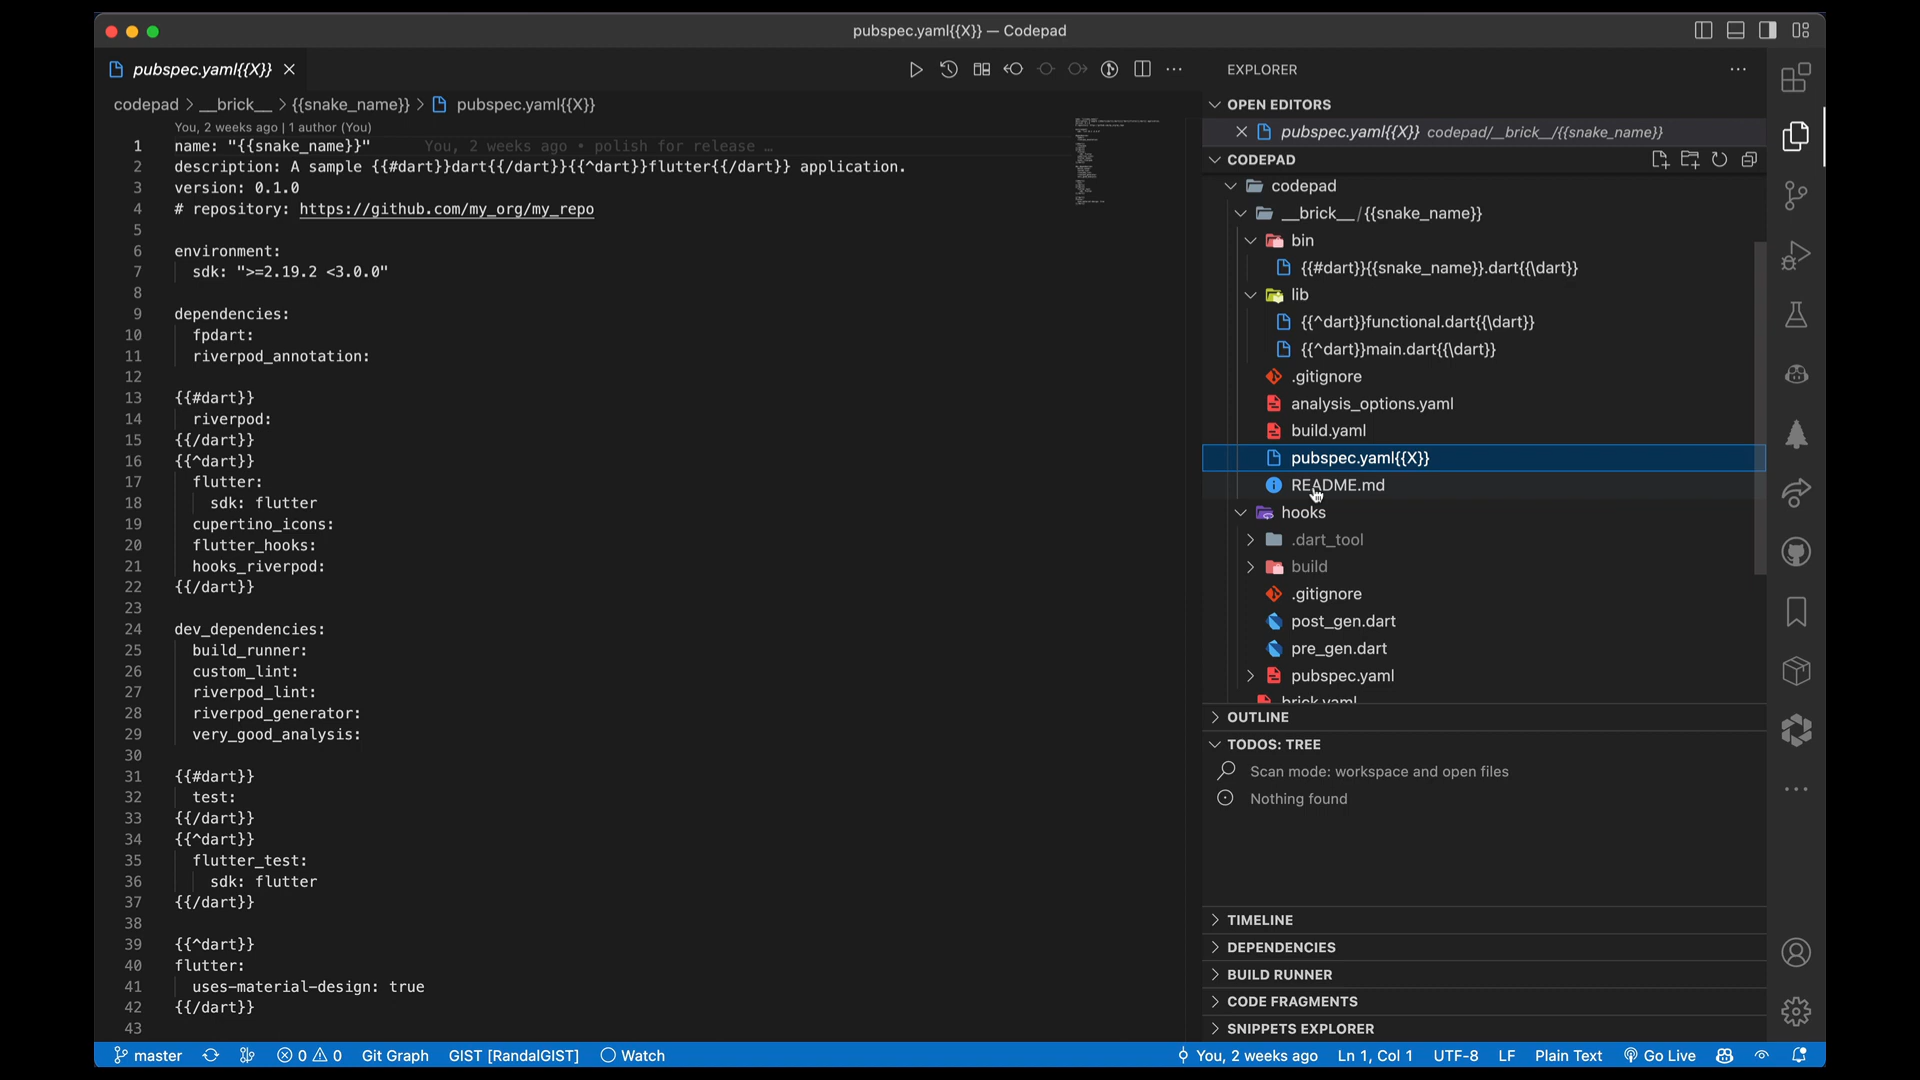 pubspec.yaml{{X}} — Codepad
pubspec.yaml{{X}}
codepad > __brick__ > {{snake_name}} > pubspec.yaml{{X}}
You, 2 weeks ago | 1 author (You)
1 name: "{{snake_name}}" You, 2 weeks ago • polish for release …
2 description: A sample {{#dart}}dart{{/dart}}{{^dart}}flutter{{/dart}} application.
3 version: 0.1.0
4 # repository: https://github.com/my_org/my_repo
5
6 environment:
7 sdk: ">=2.19.2 <3.0.0"
8
9 dependencies:
10 fpdart:
11 riverpod_annotation:
12
13 {{#dart}}
14 riverpod:
15 {{/dart}}
16 {{^dart}}
17 flutter:
18 sdk: flutter
19 cupertino_icons:
20 flutter_hooks:
21 hooks_riverpod:
22 {{/dart}}
23
24 dev_dependencies:
25 build_runner:
26 custom_lint:
27 riverpod_lint:
28 riverpod_generator:
29 very_good_analysis:
30
31 {{#dart}}
32 test:
33 {{/dart}}
34 {{^dart}}
35 flutter_test:
36 sdk: flutter
37 {{/dart}}
38
39 {{^dart}}
40 flutter:
41 uses-material-design: true
42 {{/dart}}
43
EXPLORER
OPEN EDITORS
pubspec.yaml{{X}} codepad/__brick__/{{snake_name}}
CODEPAD
codepad
__brick__/{{snake_name}}
bin
{{#dart}}{{snake_name}}.dart{{\dart}}
lib
{{^dart}}functional.dart{{\dart}}
{{^dart}}main.dart{{\dart}}
.gitignore
analysis_options.yaml
build.yaml
pubspec.yaml{{X}}
README.md
hooks
.dart_tool
build
.gitignore
post_gen.dart
pre_gen.dart
pubspec.yaml
brick.yaml
OUTLINE
TODOS: TREE
Scan mode: workspace and open files
Nothing found
TIMELINE
DEPENDENCIES
BUILD RUNNER
CODE FRAGMENTS
SNIPPETS EXPLORER
master 0 0 Git Graph GIST [RandalGIST] Watch You, 2 weeks ago Ln 1, Col 1 UTF-8 LF Plain Text Go Live